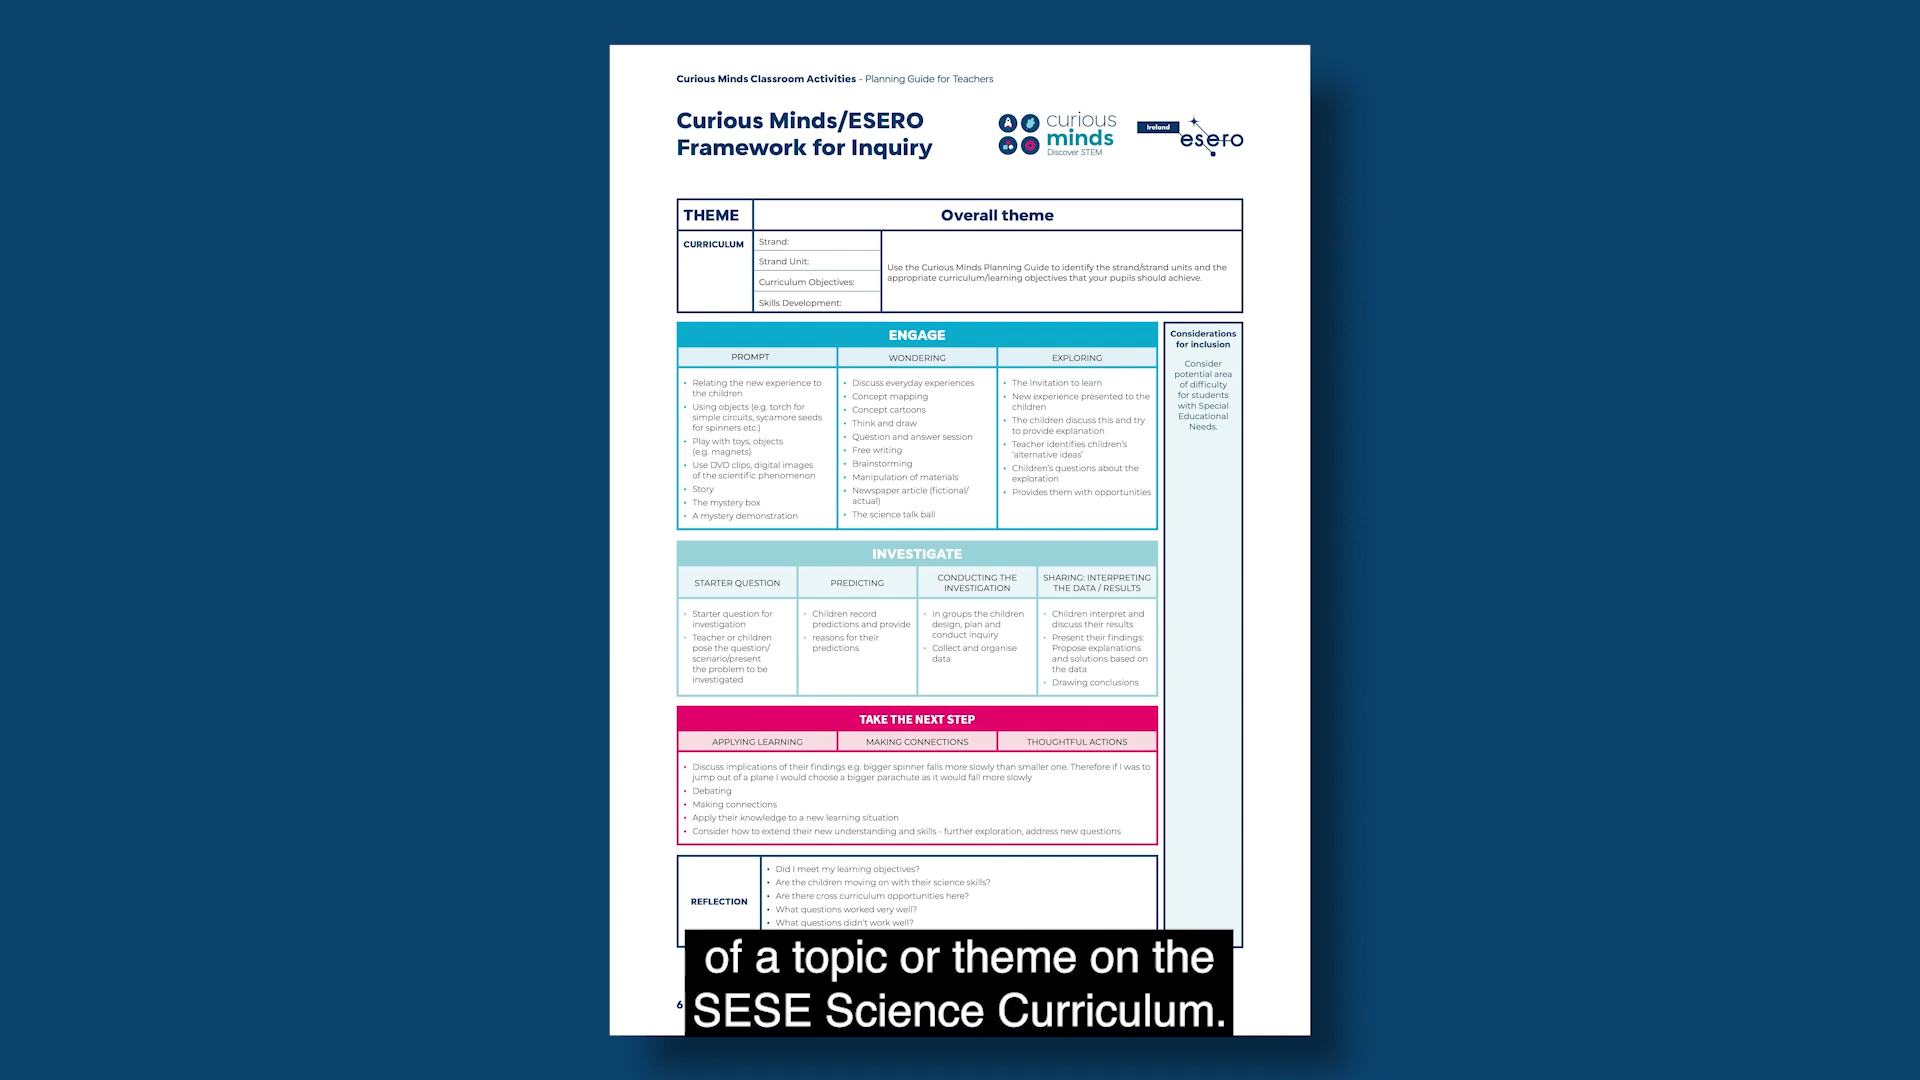 Curious Minds Classroom Activities - Planning Guide for Teachers
Curious Minds/ESERO
Framework for Inquiry
curious
minds
Discover STEM
Ireland
esero
THEME
Overall theme
CURRICULUM
Strand:
Strand Unit:
Curriculum Objectives:
Skills Development:
Use the Curious Minds Planning Guide to identify the strand/strand units and the
appropriate curriculum/learning objectives that your pupils should achieve.
ENGAGE
PROMPT
• Relating the new experience to
the children
• Using objects (e.g. torch for
simple circuits, sycamore seeds
for spinners etc.)
• Play with toys, objects
(e.g. magnets)
• Use DVD clips, digital images
of the scientific phenomenon
• Story
• The mystery box
• A mystery demonstration
WONDERING
• Discuss everyday experiences
• Concept mapping
• Concept cartoons
• Think and draw
• Question and answer session
• Free writing
• Brainstorming
• Manipulation of materials
• Newspaper article (fictional/
actual)
• The science talk ball
EXPLORING
• The Invitation to learn
• New experience presented to the
children
• The children discuss this and try
to provide explanation
• Teacher identifies children's
'alternative ideas'
• Children's questions about the
exploration
• Provides them with opportunities
Considerations
for inclusion
Consider
potential area
of difficulty
for students
with Special
Educational
Needs.
INVESTIGATE
STARTER QUESTION
• Starter question for
investigation
• Teacher or children
pose the question/
scenario/present
the problem to be
investigated
PREDICTING
• Children record
predictions and provide
• reasons for their
predictions
CONDUCTING THE
INVESTIGATION
• In groups the children
design, plan and
conduct inquiry
• Collect and organise
data
SHARING: INTERPRETING
THE DATA / RESULTS
• Children interpret and
discuss their results
• Present their findings:
Propose explanations
and solutions based on
the data
• Drawing conclusions
TAKE THE NEXT STEP
APPLYING LEARNING
MAKING CONNECTIONS
THOUGHTFUL ACTIONS
• Discuss implications of their findings e.g. bigger spinner falls more slowly than smaller one. Therefore if I was to
jump out of a plane I would choose a bigger parachute as it would fall more slowly
• Debating
• Making connections
• Apply their knowledge to a new learning situation
• Consider how to extend their new understanding and skills - further exploration, address new questions
REFLECTION
• Did I meet my learning objectives?
• Are the children moving on with their science skills?
• Are there cross curriculum opportunities here?
• What questions worked very well?
• What questions didn't work well?
6
of a topic or theme on the
SESE Science Curriculum.